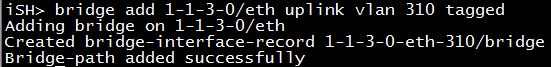 iSH> bridge add 1-1-3-0/eth uplink vlan 310 tagged
Adding bridge on 1-1-3-0/eth
Created bridge-interface-record 1-1-3-0-eth-310/bridge
Bridge-path added successfully